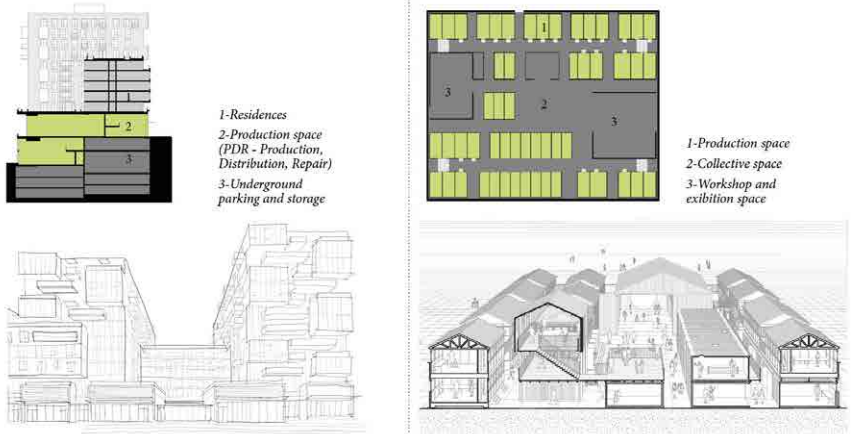 1
2
3
1-Residences
2-Production space
(PDR - Production,
Distribution, Repair)
3-Underground
parking and storage
1
3
2
3
1-Production space
2-Collective space
3-Workshop and
exibition space